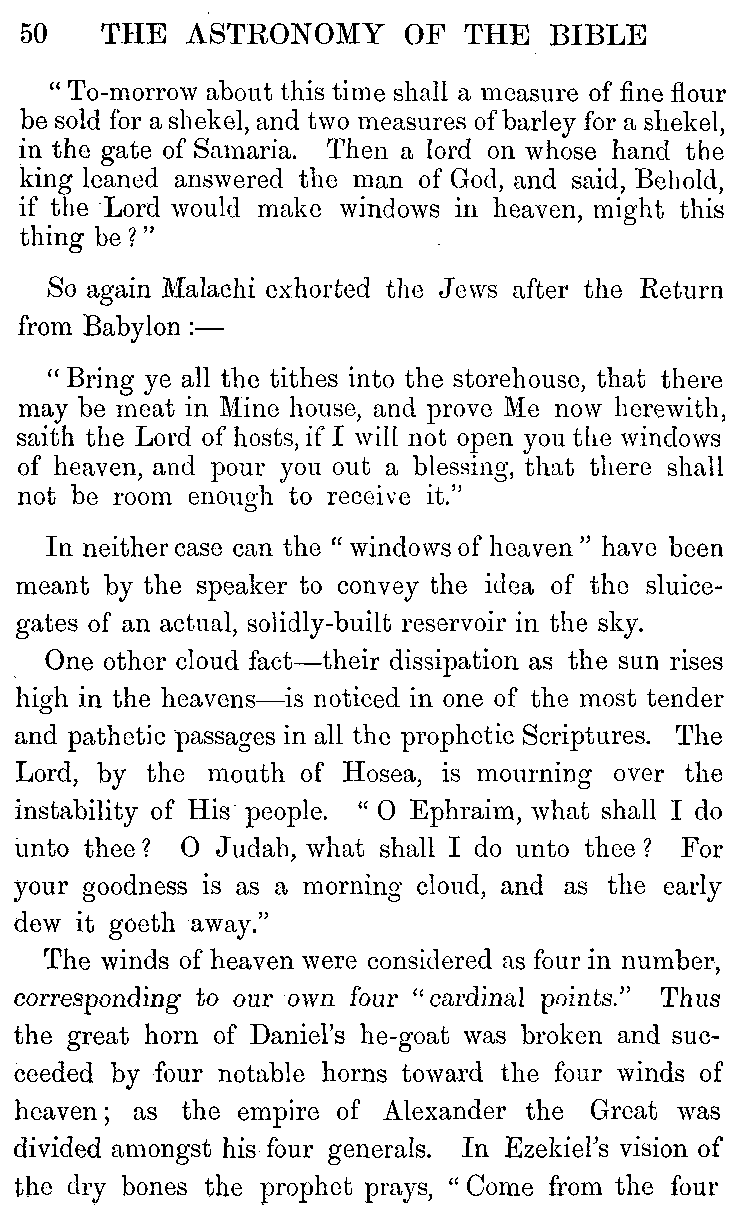 50 THE ASTRONOMY OF THE BIBLE
“ To-morrow about this time shall a measure of fine flour
be sold for a shekel, and two measures of barley for a shekel,
in the gate of Samaria. Then a lord on whose hand the
king leaned answered the man of God, and said, Behold,
if the Lord would make windows in heaven, might this
thing be ? ”
So again Malachi exhorted the Jews after the Return
from Babylon :—
“ Bring ye all the tithes into the storehouse, that there
may be meat in Mine house, and prove Me now herewith,
saith the Lord of hosts, if I will not open you the windows
of heaven, and pour you out a blessing, that there shall
not be room enough to receive it.”
In neither case can the “ windows of heaven ” have been
meant by the speaker to convey the idea of the sluice-
gates of an actual, solidly-built reservoir in the sky.
One other cloud fact—their dissipation as the sun rises
high in the heavens—is noticed in one of the most tender
and pathetic passages in all the prophetic Scriptures. The
Lord, by the mouth of Hosea, is mourning over the
instability of His people. “ O Ephraim, what shall I do
unto thee ? O Judah, what shall I do unto thee ? For
your goodness is as a morning cloud, and as the early
dew it goeth away.”
The winds of heaven were considered as four in number,
corresponding to our own four “cardinal points.” Thus
the great horn of Daniel’s he-goat was broken and suc-
ceeded by four notable horns toward the four winds of
heaven ; as the empire of Alexander the Great was
divided amongst his four generals. In Ezekiel’s vision of
the dry bones the prophet prays, “ Come from the four